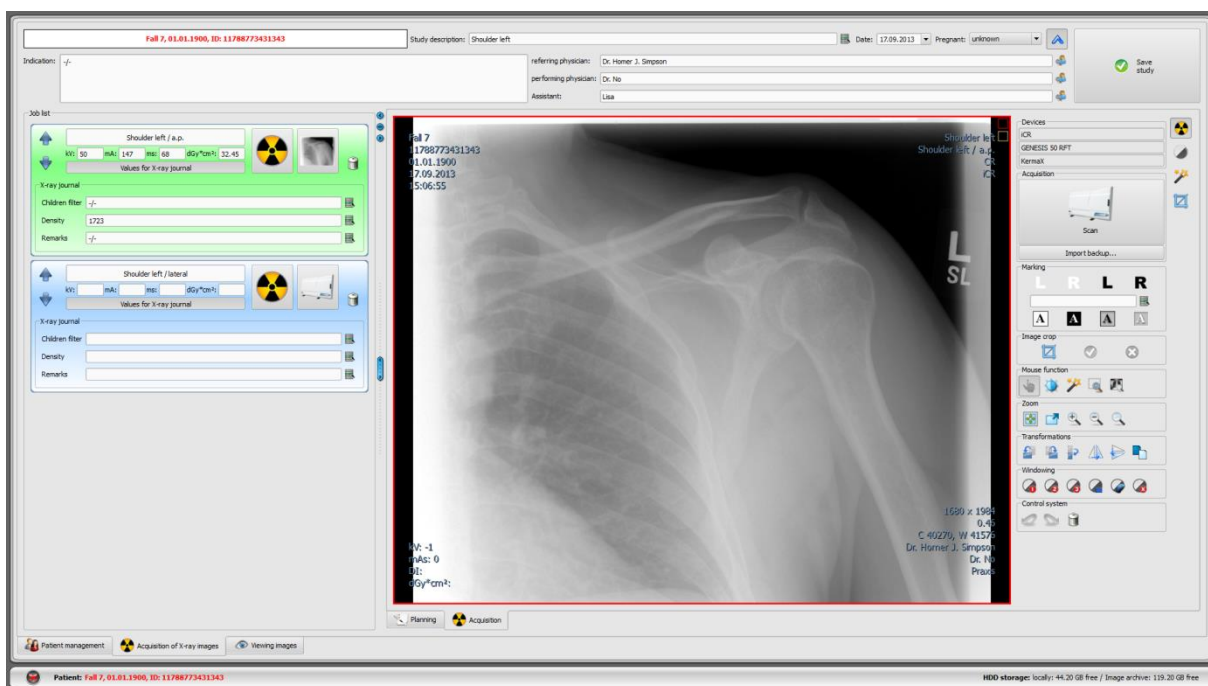 Fall 7, 01.01.1900, ID: 11788773431343
Study description: Shoulder left
Date: 17.09.2013
Pregnant: unknown
Save study
Indication: -/-
referring physician: Dr. Homer J. Simpson
performing physician: Dr. No
Assistant: Lisa
Job list
Shoulder left / a.p.
kV: 50 mA: 147 ms: 68 dGy*cm²: 32.45
Values for X-ray journal
X-ray journal
Children filter -/-
Density 1723
Remarks -/-
Shoulder left / lateral
kV: mA: ms: dGy*cm²:
Values for X-ray journal
X-ray journal
Children filter
Density
Remarks
Fall 7
11788773431343
01.01.1900
17.09.2013
15:06:55
Shoulder left
Shoulder left / a.p.
CR
iCR
L
SL
kV: -1
mAs: 0
DI:
dGy*cm²:
1680 x 1984
0.45
C 40270, W 41575
Dr. Homer J. Simpson
Dr. No
Praxis
Devices
iCR
GENESIS 50 RPT
KermaX
Acquisition
Scan
Import backup...
Marking
L R L R
A A A A
Image crop
Mouse function
Zoom
Transformations
Windowing
Control system
Planning
Acquisition
Patient management
Acquisition of X-ray images
Viewing images
Patient: Fall 7, 01.01.1900, ID: 11788773431343
HDD storage: locally: 44.20 GB free / Image archive: 119.20 GB free